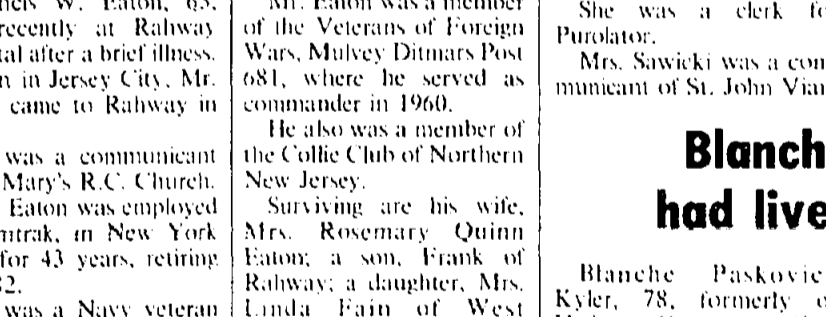 W. Eaton, 63,
recently at Rahway
tal after a brief illness.
n in Jersey City, Mr.
came to Rahway in
was a communicant
Mary's R.C. Church.
Eaton was employed
mtrak, in New York
for 43 years, retiring
2.
was a Navy veteran
Mr. Eaton was a member
of the Veterans of Foreign
Wars, Mulvey Ditmars Post
681, where he served as
commander in 1960.
He also was a member of
the Collie Club of Northern
New Jersey.
Surviving are his wife,
Mrs. Rosemary Quinn
Eaton; a son, Frank of
Rahway; a daughter, Mrs.
Linda Fain of West
She was a clerk fo
Purolator.
Mrs. Sawicki was a com
municant of St. John Vian
Blanch
had live
Blanche Paskovic
Kyler, 78, formerly o